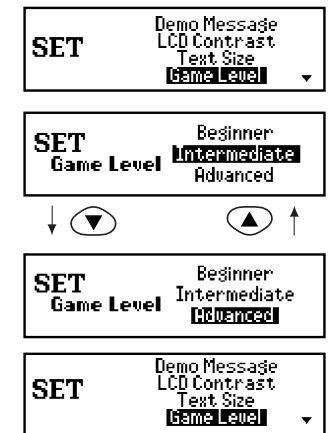 SET
Demo Message
LCD Contrast
Text Size
Game Level
SET
Game Level
Beginner
Intermediate
Advanced
SET
Game Level
Beginner
Intermediate
Advanced
SET
Demo Message
LCD Contrast
Text Size
Game Level